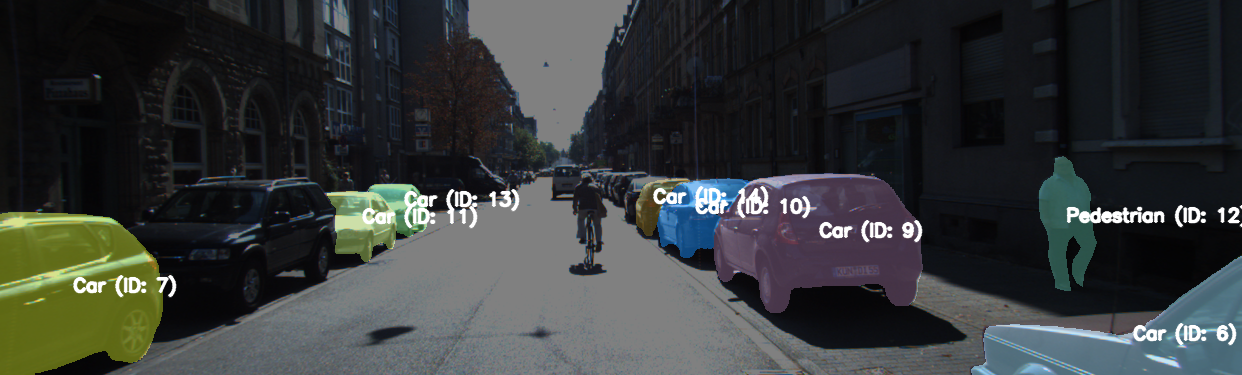 Car (ID: 13)
Car (ID: 11)
Car (ID: 14)
Car (ID: 10)
Car (ID: 9)
Pedestrian (ID: 12)
Car (ID: 7)
Car (ID: 6)